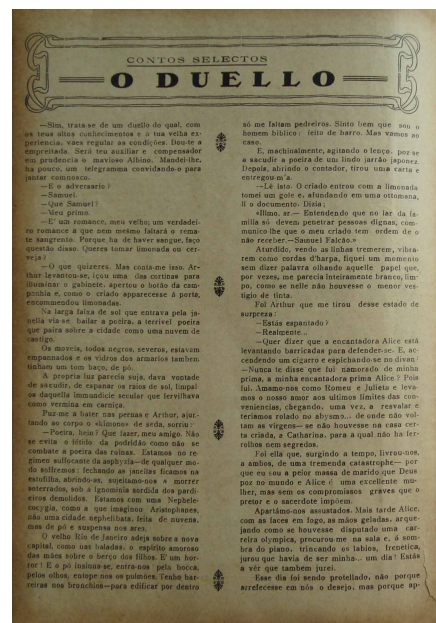 CONTOS SELECTOS
O DUELLO
—Sim, trata-se de um duello do qual, com
os teus altos conhecimentos e a tua velha ex-
periencia, vaes regular as condições. Dou-te a
empreitada. Será teu auxiliar e compensador
em prudencia o mavioso Albino. Mandei-lhe,
ha pouco, um telegramma convidando-o para
jantar comnosco.
—E o adversario?
—Samuel.
—Que Samuel?
—Meu primo.
—E' um romance, meu velho; um verdadei-
ro romance a que nem mesmo faltará o rema-
te sangrento. Porque, ha de haver sangue, faço
questão disso. Queres tomar limonada ou cer-
veja?
—O que quizeres. Mas conta-me isso. Ar-
thur levantou-se, içou uma das cortinas para
illuminar o gabinete, apertou o botão da cam-
painha e, como o criado apparecesse á porta,
encommendou limonadas.
Na larga faixa de sol que entrava pela ja-
nella via-se bailar a poeira, a terrivel poeira
que paira sobre a cidade como uma nuvem de
castigo.
Os moveis, todos negros, severos, estavam
empannados e os vidros dos armarios tambem
tinham um tom baço, de pó.
A propria luz parecia suja, dava vontade
de sacudir, de espanar os raios de sol, limpal-
os daquella immundicie secular que fervilhava
como vermina em carniça.
Puz-me a bater nas pernas e Arthur, ajus-
tando ao corpo o «kimono» de seda, sorriu:
—Poeira, hein? Que fazer, meu amigo. Não
se evita o fétido da podridão como não se
combate a poeira das ruinas. Estamos no re-
gimen suffocante da asphyxia—de qualquer mo-
do soffremos: fechando as janellas ficamos na
estufilha, abrindo-as, sujeitamo-nos a morrer
soterrados, sob a ignominia sordida dos pardi-
eiros demolidos. Estamos com uma Nephele-
cocygia, como a que imaginou Aristophanes,
não uma cidade nephelibata, feita de nuvens,
mas de pó e suspensa nos ares.
O velho Rio de Janeiro adeja sobre a nova
capital, como nas baladas, o espirito amoroso
das mães sobre o berço dos filhos. E' um hor-
ror! E o pó insinua-se, entra-nos pela bocca,
pelos olhos, entope-nos os pulmões. Tenho bar-
reiras nos bronchios—para edificar por dentro
só me faltam pedreiros. Sinto bem que sou o
homem biblico: feito de barro. Mas vamos ao
caso.
E, machinalmente, agitando o lenço, poz-se
a sacudir a poeira de um lindo jarrão japonez.
Depois, abrindo o contador, tirou uma carta e
entregou-m'a.
—Lê isto. O criado entrou com a limonada
tomei um gole e, afundando em uma ottomana,
li o documento. Dizia:
«Illmo. sr.— Entendendo que no lar da fa-
milia só devem penetrar pessoas dignas, com-
munico-lhe que o meu criado tem ordem de o
não receber.—Samuel Falcão.»
Aturdido, vendo as linhas tremerem, vibra-
rem como cordas d'harpa, fiquei um momento
sem dizer palavra olhando aquelle papel que,
por vezes, me parecia inteiramente branco, lim-
po, como se nelle não houvesse o menor ves-
tigio de tinta.
Foi Arthur que me tirou desse estado de
surpresa:
—Estás espantado?
—Realmente...
—Quer dizer que a encantadora Alice está
levantando barricadas para defender-se. E, ac-
cendendo um cigarro e espichando-se no divan:
—Nunca te disse que fui namorado de minha
prima, a minha encantadora prima Alice? Pois
fui. Amamo-nos como Romeu e Julieta e leva-
mos o nosso amor aos ultimos limites das con-
veniencias, chegando, uma vez, a resvalar e
teriamos rolado au abysmo... de onde não vol-
tam as virgens— se não houvesse na casa cer-
ta criada, a Catharina, para a qual não ha fer-
rolhos nem segredos.
Foi ella que, surgindo a tempo, livrou-nos,
a ambos, de uma tremenda catastrophe— por
que eu sou a peior massa de marido que Deus
poz no mundo e Alice é uma excellente mu-
lher, mas sem os compromissos graves que o
pretor e o sacerdote impõem.
Apartámo-nos assustados. Mais tarde Alice,
com as faces em fogo, as mãos geladas, arque-
jando como se houvesse disputado uma car-
reira olympica, procurou-me na sala e, á som-
bra do piano, trincando os labios, frenetica,
jurou que havia de ser minha... um dia! Estás
a vêr que tambem jurei.
Esse dia foi sendo protellado, não porque
arrefecesse em nós o desejo, mas porque ap-